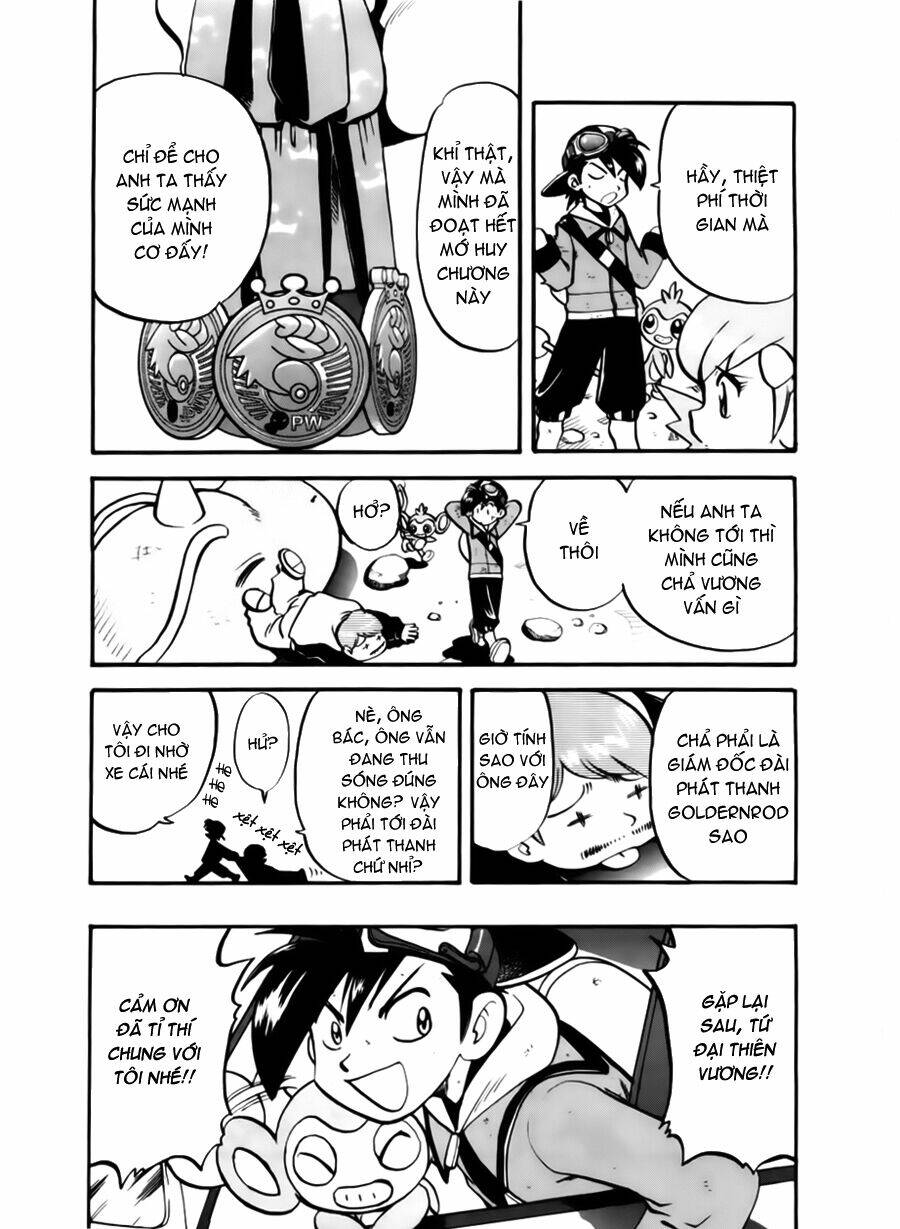 HẦY, THIỆT
PHÍ THỜI
GIAN MÀ
KHỈ THẬT,
VẬY MÀ
MÌNH ĐÃ
ĐOẠT HẾT
MỚ HUY
CHƯƠNG
NÀY
CHỈ ĐỂ CHO
ANH TA THẤY
SỨC MẠNH
CỦA MÌNH
CƠ ĐẤY!
PW
NẾU ANH TA
KHÔNG TỚI THÌ
MÌNH CŨNG
CHẢ VƯƠNG
VẤN GÌ
VỀ
THÔI
HỞ?
CHẢ PHẢI LÀ
GIÁM ĐỐC ĐÀI
PHÁT THANH
GOLDERNROD
SAO
GIỜ TÍNH
SAO VỚI
ÔNG ĐÂY
NÈ, ÔNG
BÁC, ÔNG VẪN
ĐANG THU
SÓNG ĐÚNG
KHÔNG? VẬY
PHẢI TỚI ĐÀI
PHÁT THANH
CHỨ NHỈ?
HỬ?
XỆT XỆT XỆT
HE
HE
HE
VẬY CHO
TÔI ĐI NHỜ
XE CÁI NHÉ
GẶP LẠI
SAU, TỨ
ĐẠI THIÊN
VƯƠNG!!
CẢM ƠN
ĐÃ TỈ THÍ
CHUNG VỚI
TÔI NHÉ!!